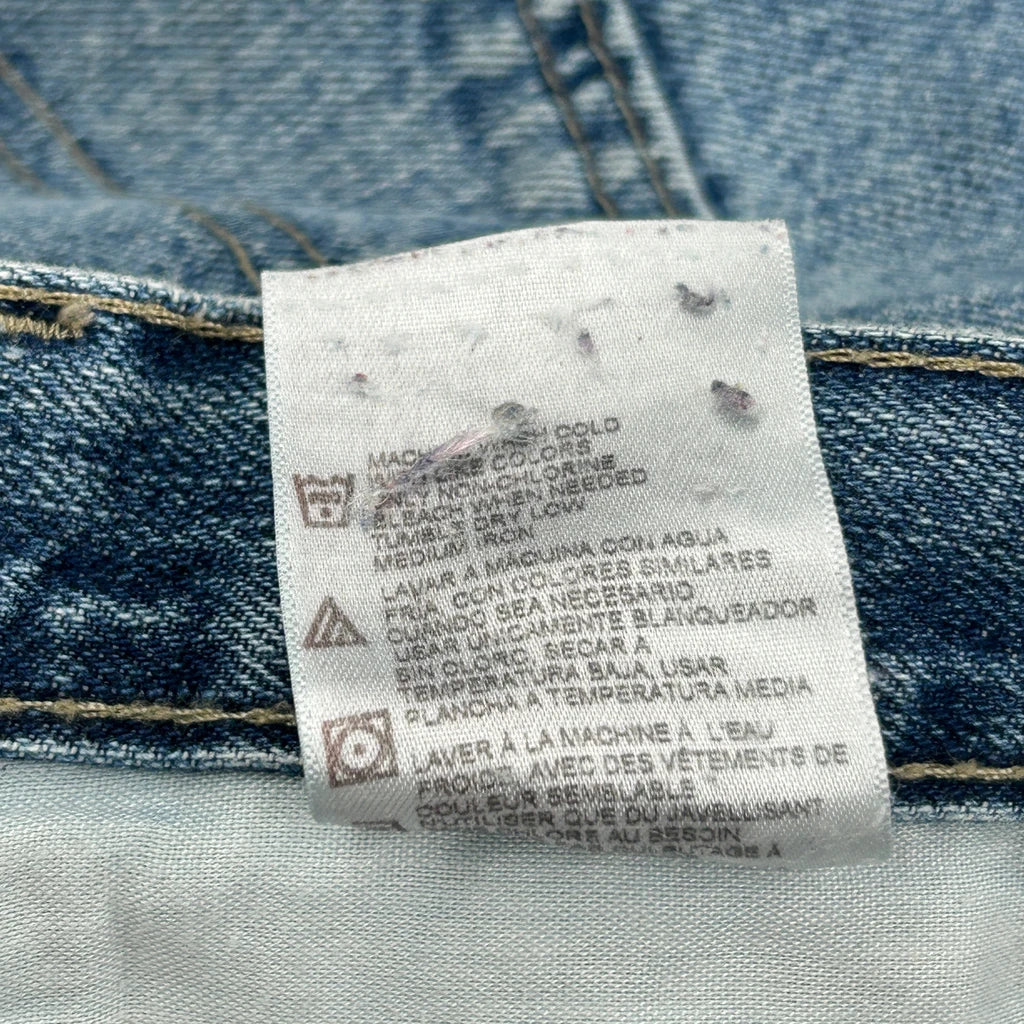 COLD
COLORS
NON-CHLORINE
BLEACH WHEN NEEDED
TUMBLE DRY LOW
MEDIUM IRON
LAVAR A MAQUINA CON AGUA
FRIA, CON COLORES SIMILARES
CUANDO SEA NECESARIO
USAR UNICAMENTE BLANQUEADOR
SIN CLORO, SECAR A
TEMPERATURA BAJA, USAR
PLANCHA A TEMPERATURA MEDIA
LAVER À LA MACHINE À L'EAU
FROIDE, AVEC DES VÊTEMENTS DE
COULEUR SEMBLABLE
N'UTILISER QUE DU JAVELLISANT
CHLORE AU BESOIN
À